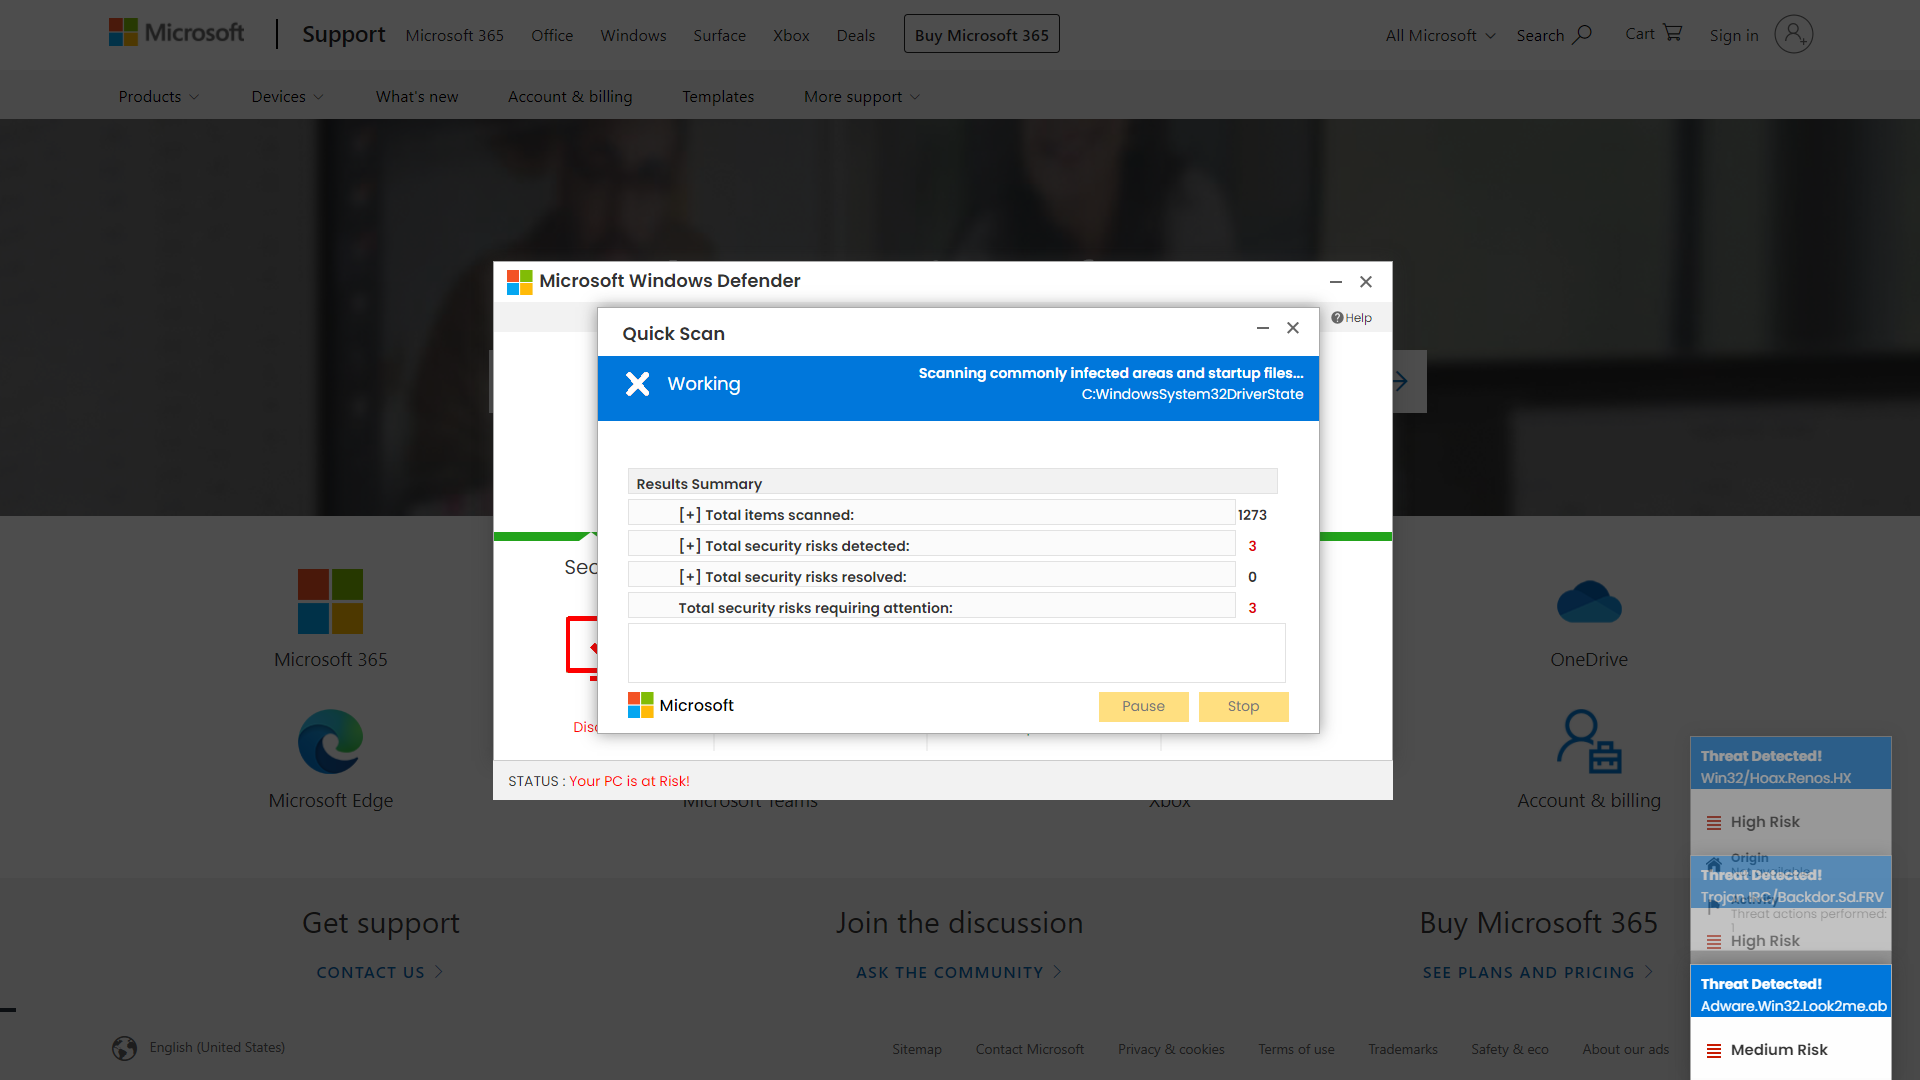 Microsoft
Support
Microsoft 365
Office
Windows
Surface
Xbox
Deals
Buy Microsoft 365
All Microsoft
Search
Cart
Sign in
Products
Devices
What's new
Account & billing
Templates
More support
Microsoft Windows Defender
Help
Quick Scan
Working
Scanning commonly infected areas and startup files...
C:WindowsSystem32DriverState
Results Summary
[+] Total items scanned: 1273
[+] Total security risks detected: 3
[+] Total security risks resolved: 0
Total security risks requiring attention: 3
Microsoft
Pause
Stop
STATUS : Your PC is at Risk!
Microsoft 365
OneDrive
Microsoft Edge
Microsoft Teams
Xbox
Account & billing
Threat Detected!
Win32/Hoax.Renos.HX
High Risk
Origin
Threat Detected!
Trojan.IRC/Backdor.Sd.FRV
Threat actions performed:
1
High Risk
Threat Detected!
Adware.Win32.Look2me.ab
Medium Risk
Get support
CONTACT US
Join the discussion
ASK THE COMMUNITY
Buy Microsoft 365
SEE PLANS AND PRICING
English (United States)
Sitemap
Contact Microsoft
Privacy & cookies
Terms of use
Trademarks
Safety & eco
About our ads